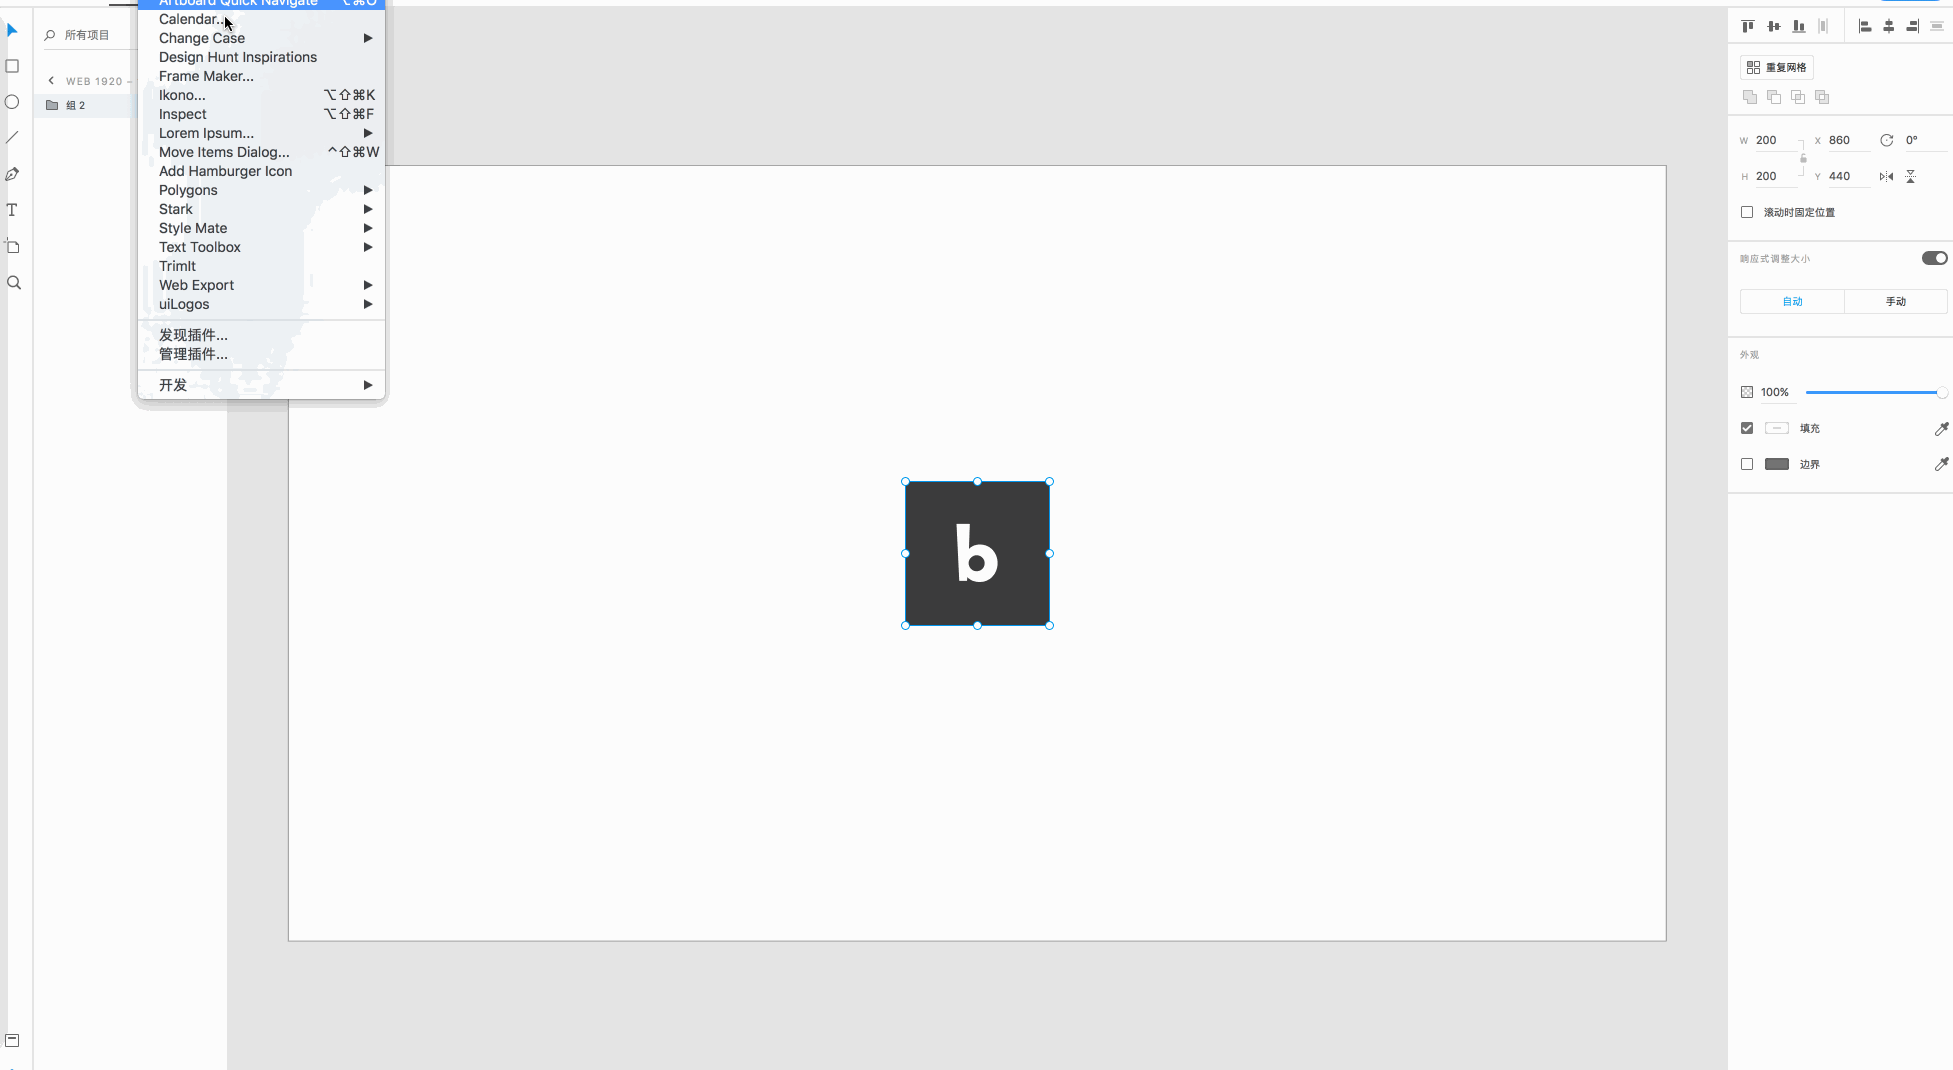 Artboard Quick Navigate ⌥⌘O
Calendar...
Change Case
Design Hunt Inspirations
Frame Maker...
Ikono... ⌥⇧⌘K
Inspect ⌥⇧⌘F
Lorem Ipsum...
Move Items Dialog... ^⇧⌘W
Add Hamburger Icon
Polygons
Stark
Style Mate
Text Toolbox
TrimIt
Web Export
uiLogos
发现插件...
管理插件...
开发
所有项目
WEB 1920 –
组 2
T
b
重复网格
W 200 X 860 0°
H 200 Y 440
滚动时固定位置
响应式调整大小
自动 手动
外观
100%
填充
边界